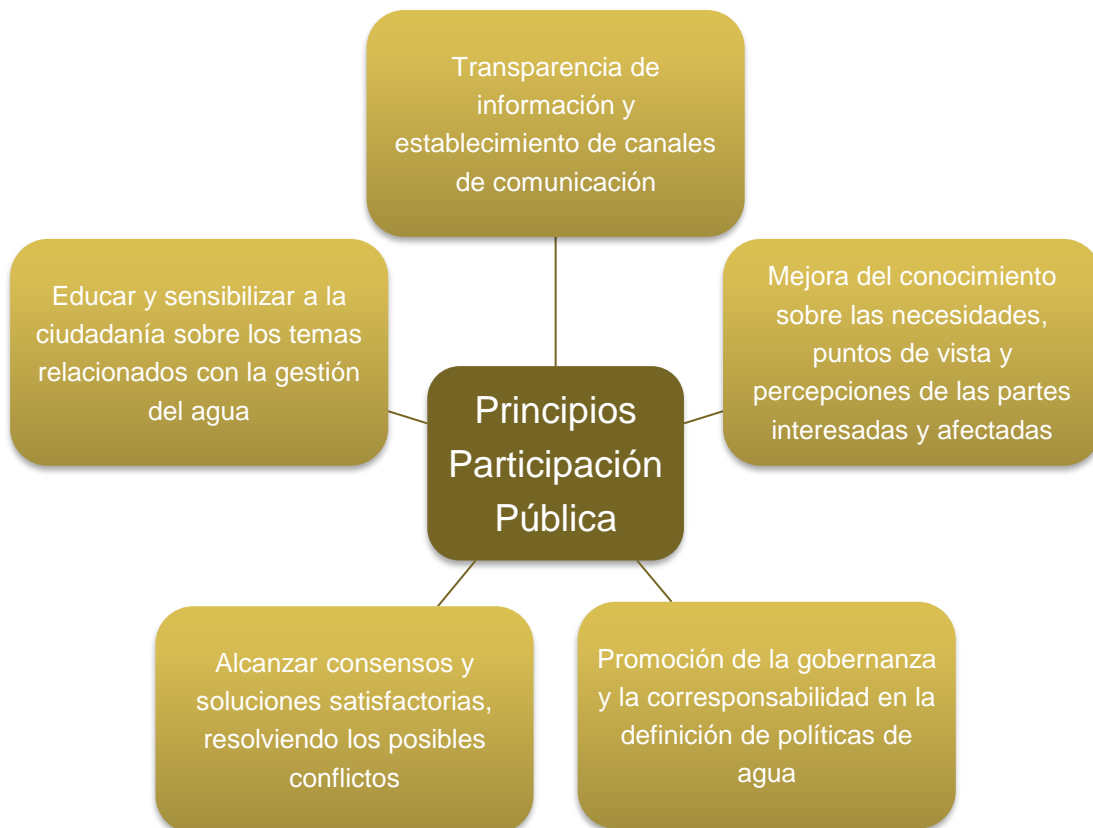 Transparencia de
información y
establecimiento de canales
de comunicación
Educar y sensibilizar a la
ciudadanía sobre los temas
relacionados con la gestión
del agua
Mejora del conocimiento
sobre las necesidades,
puntos de vista y
percepciones de las partes
interesadas y afectadas
Principios
Participación
Pública
Alcanzar consensos y
soluciones satisfactorias,
resolviendo los posibles
conflictos
Promoción de la gobernanza
y la corresponsabilidad en la
definición de políticas de
agua